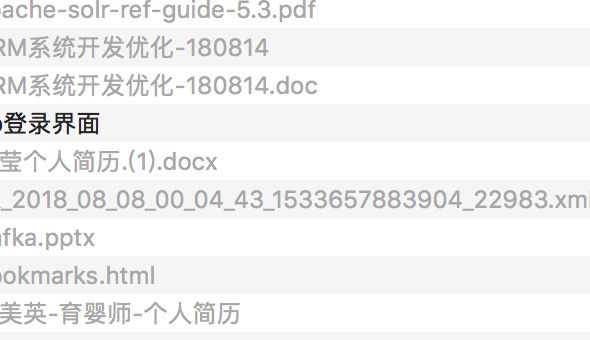 ache-solr-ref-guide-5.3.pdf
RM系统开发优化-180814
RM系统开发优化-180814.doc
登录界面
莹个人简历.(1).docx
_2018_08_08_00_04_43_1533657883904_22983.xml
fka.pptx
ookmarks.html
美英-育婴师-个人简历